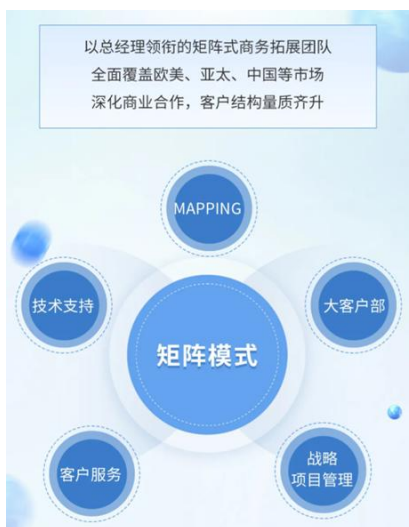 以总经理领衔的矩阵式商务拓展团队
全面覆盖欧美、亚太、中国等市场
深化商业合作，客户结构量质齐升
MAPPING
技术支持
大客户部
矩阵模式
客户服务
战略
项目管理